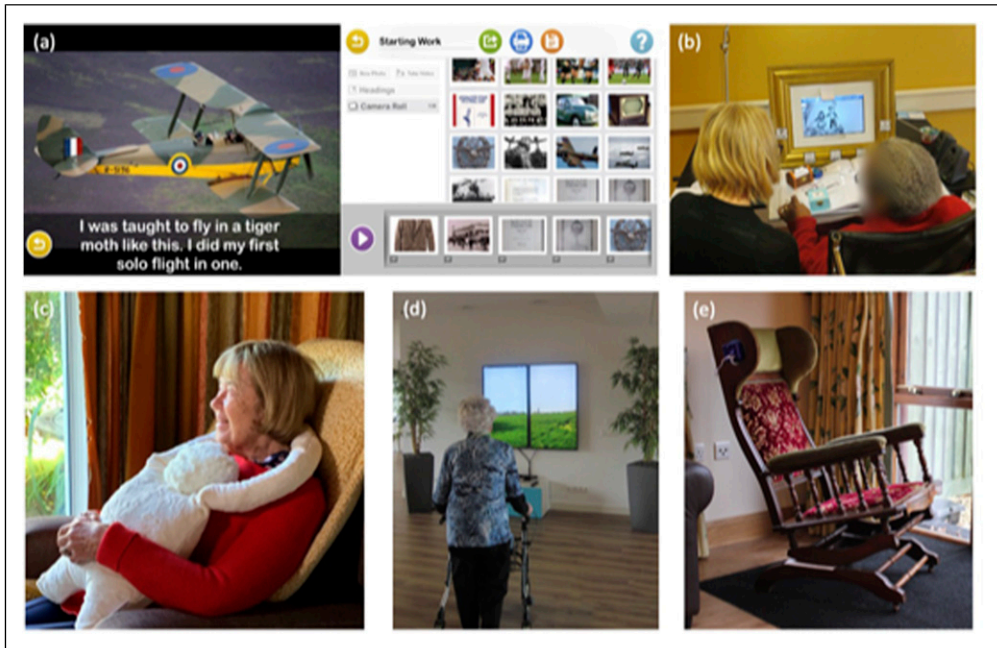 (a)
I was taught to fly in a tiger
moth like this. I did my first
solo flight in one.
Starting Work
?
Headings
Camera Roll
(b)
(c)
(d)
(e)